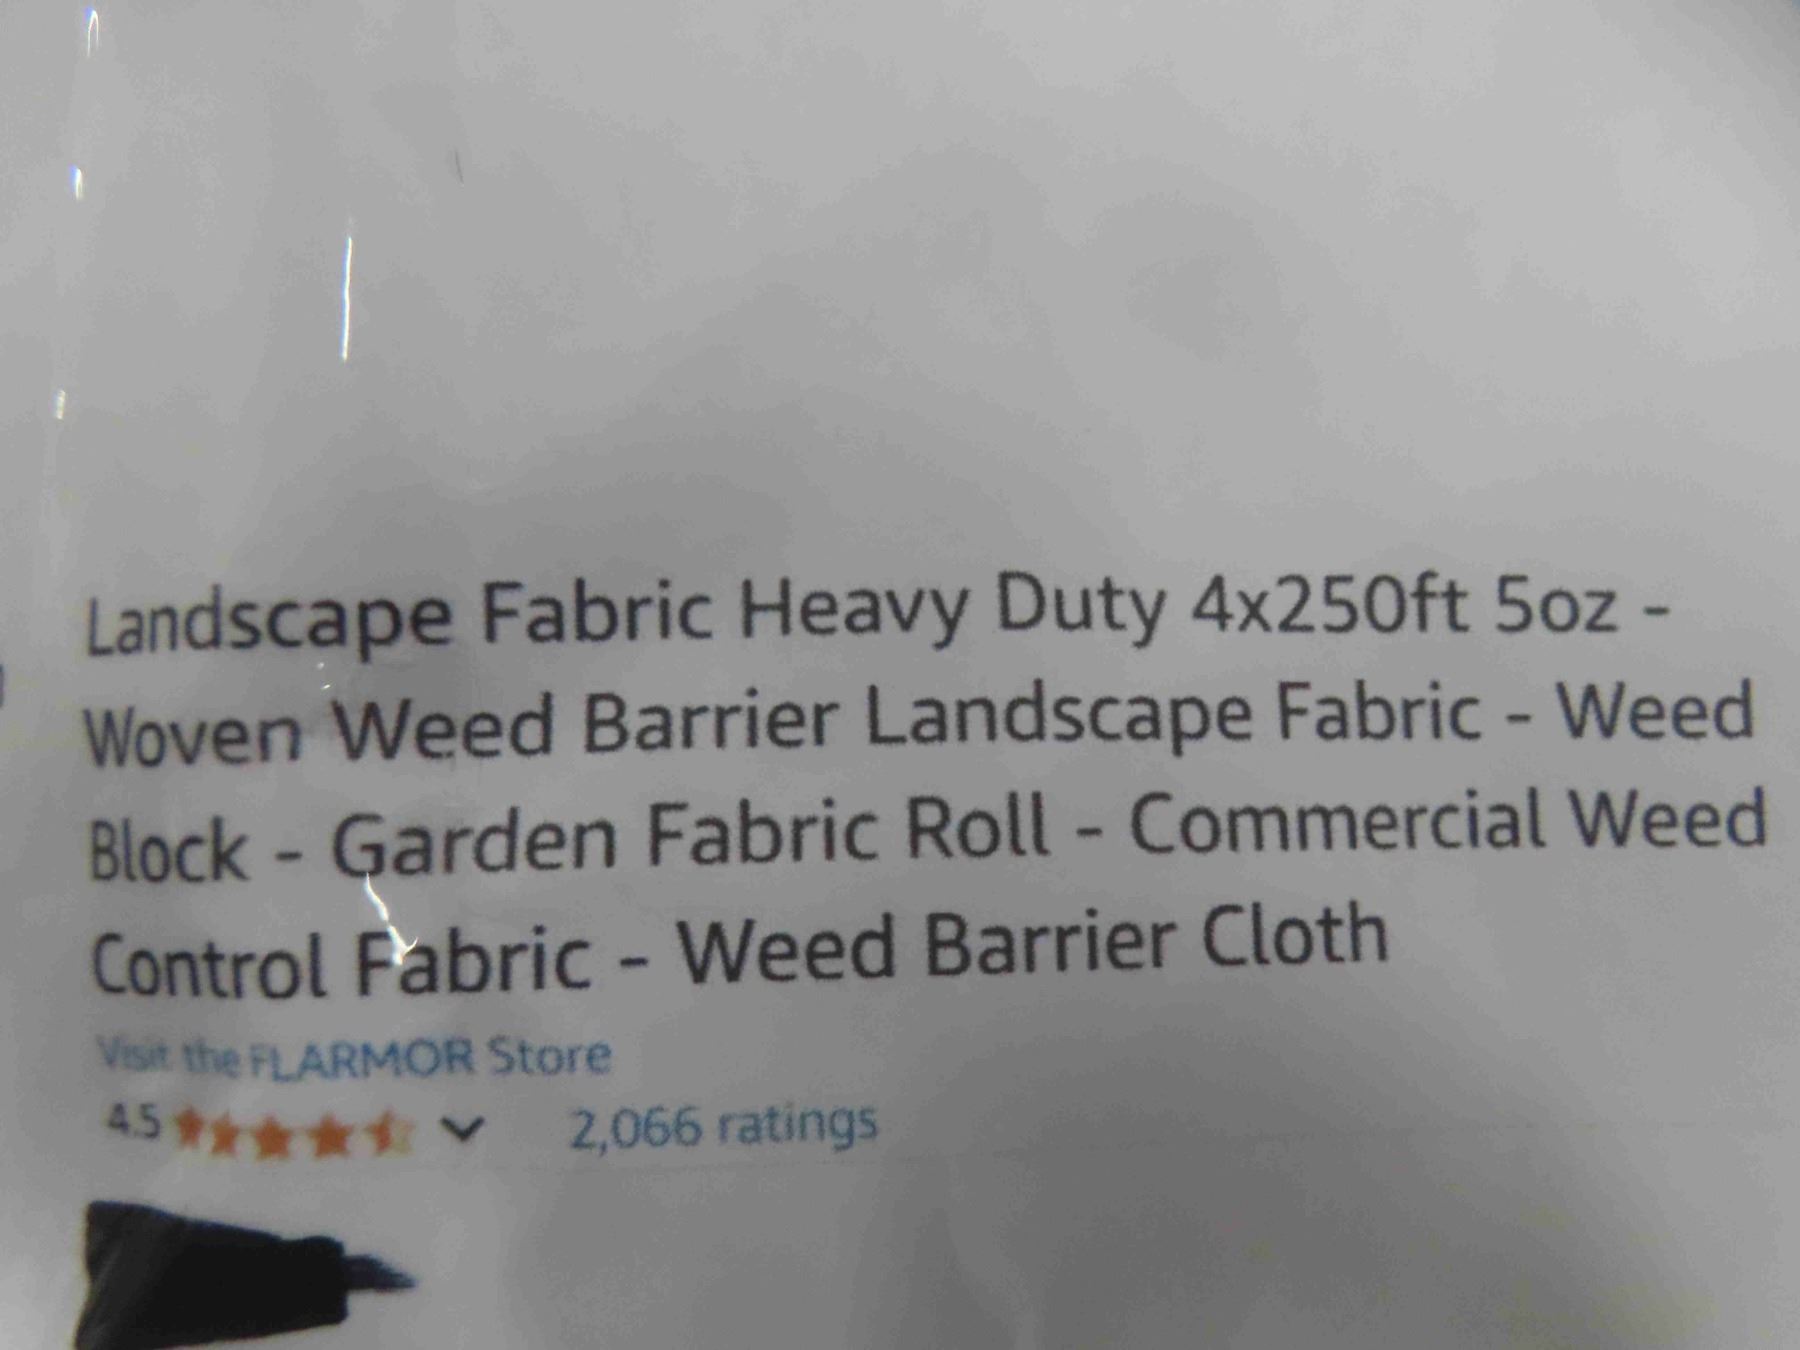 Landscape Fabric Heavy Duty 4x250ft 5oz -
Woven Weed Barrier Landscape Fabric - Weed
Block - Garden Fabric Roll - Commercial Weed
Control Fabric - Weed Barrier Cloth
Visit the FLARMOR Store
4.5 2,066 ratings